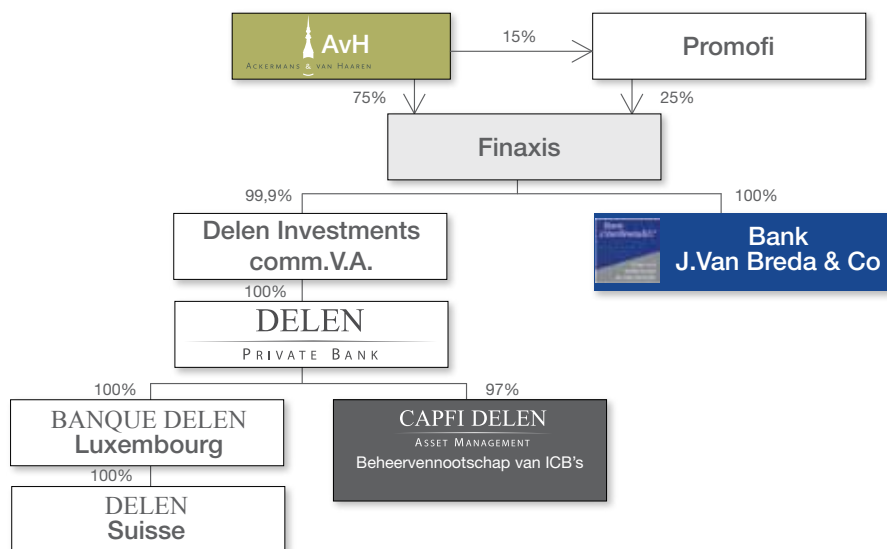 AvH
ACKERMANS & VAN HAAREN
15%
Promofi
75%
25%
Finaxis
99,9%
100%
Delen Investments
comm.V.A.
Bank
J.Van Breda & Co
100%
DELEN
PRIVATE BANK
100%
97%
BANQUE DELEN
Luxembourg
CAPFI DELEN
ASSET MANAGEMENT
Beheervennootschap van ICB's
100%
DELEN
Suisse